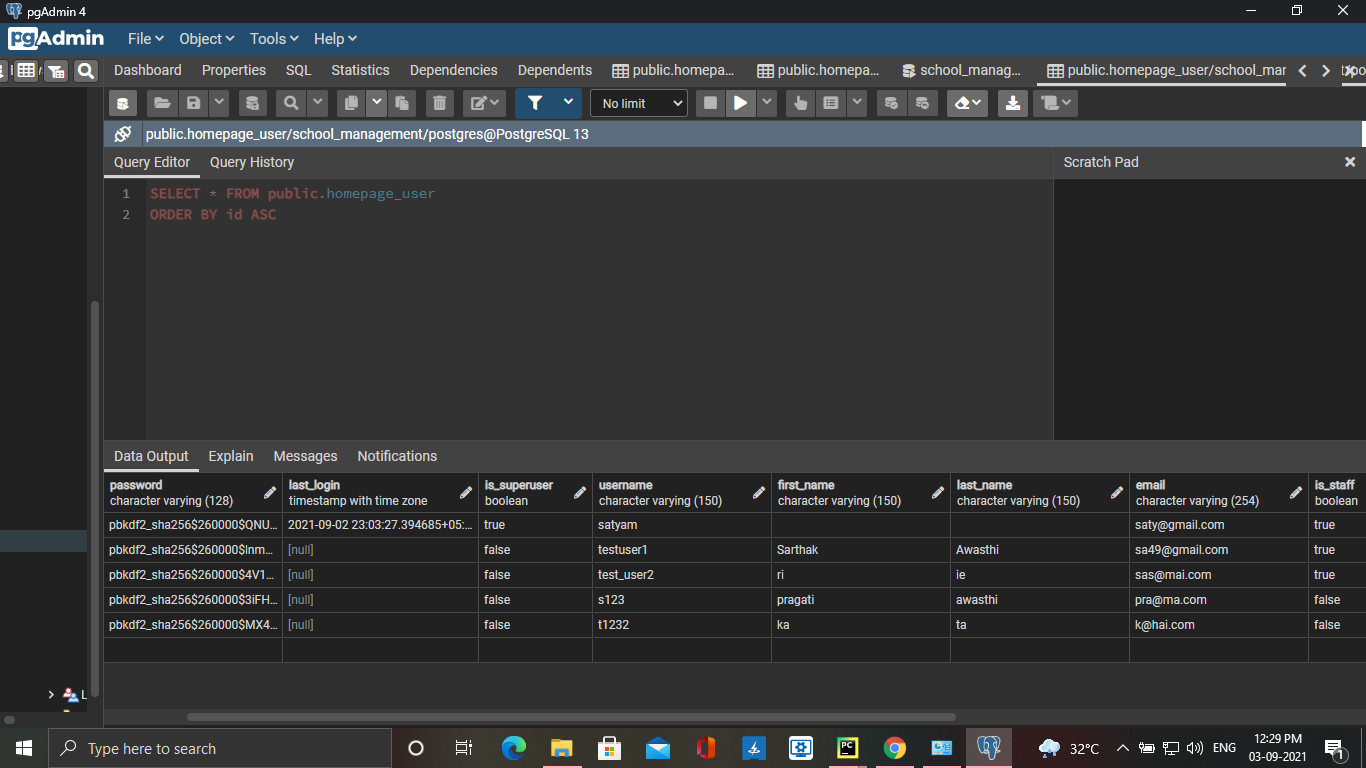 pgAdmin 4
pgAdmin File Object Tools Help
Dashboard Properties SQL Statistics Dependencies Dependents public.homepa... public.homepa... school_manag... public.homepage_user/school_mar
No limit
public.homepage_user/school_management/postgres@PostgreSQL 13
Query Editor Query History Scratch Pad
1 SELECT * FROM public.homepage_user
2 ORDER BY id ASC
Data Output Explain Messages Notifications
password last_login is_superuser username first_name last_name email is_staff
character varying (128) timestamp with time zone boolean character varying (150) character varying (150) character varying (150) character varying (254) boolean
pbkdf2_sha256$260000$QNU... 2021-09-02 23:03:27.394685+05:... true satyam saty@gmail.com true
pbkdf2_sha256$260000$lnm... [null] false testuser1 Sarthak Awasthi sa49@gmail.com true
pbkdf2_sha256$260000$4V1... [null] false test_user2 ri ie sas@mai.com true
pbkdf2_sha256$260000$3iFH... [null] false s123 pragati awasthi pra@ma.com false
pbkdf2_sha256$260000$MX4... [null] false t1232 ka ta k@hai.com false
L
Type here to search PC 32°C ENG 12:29 PM
03-09-2021 1